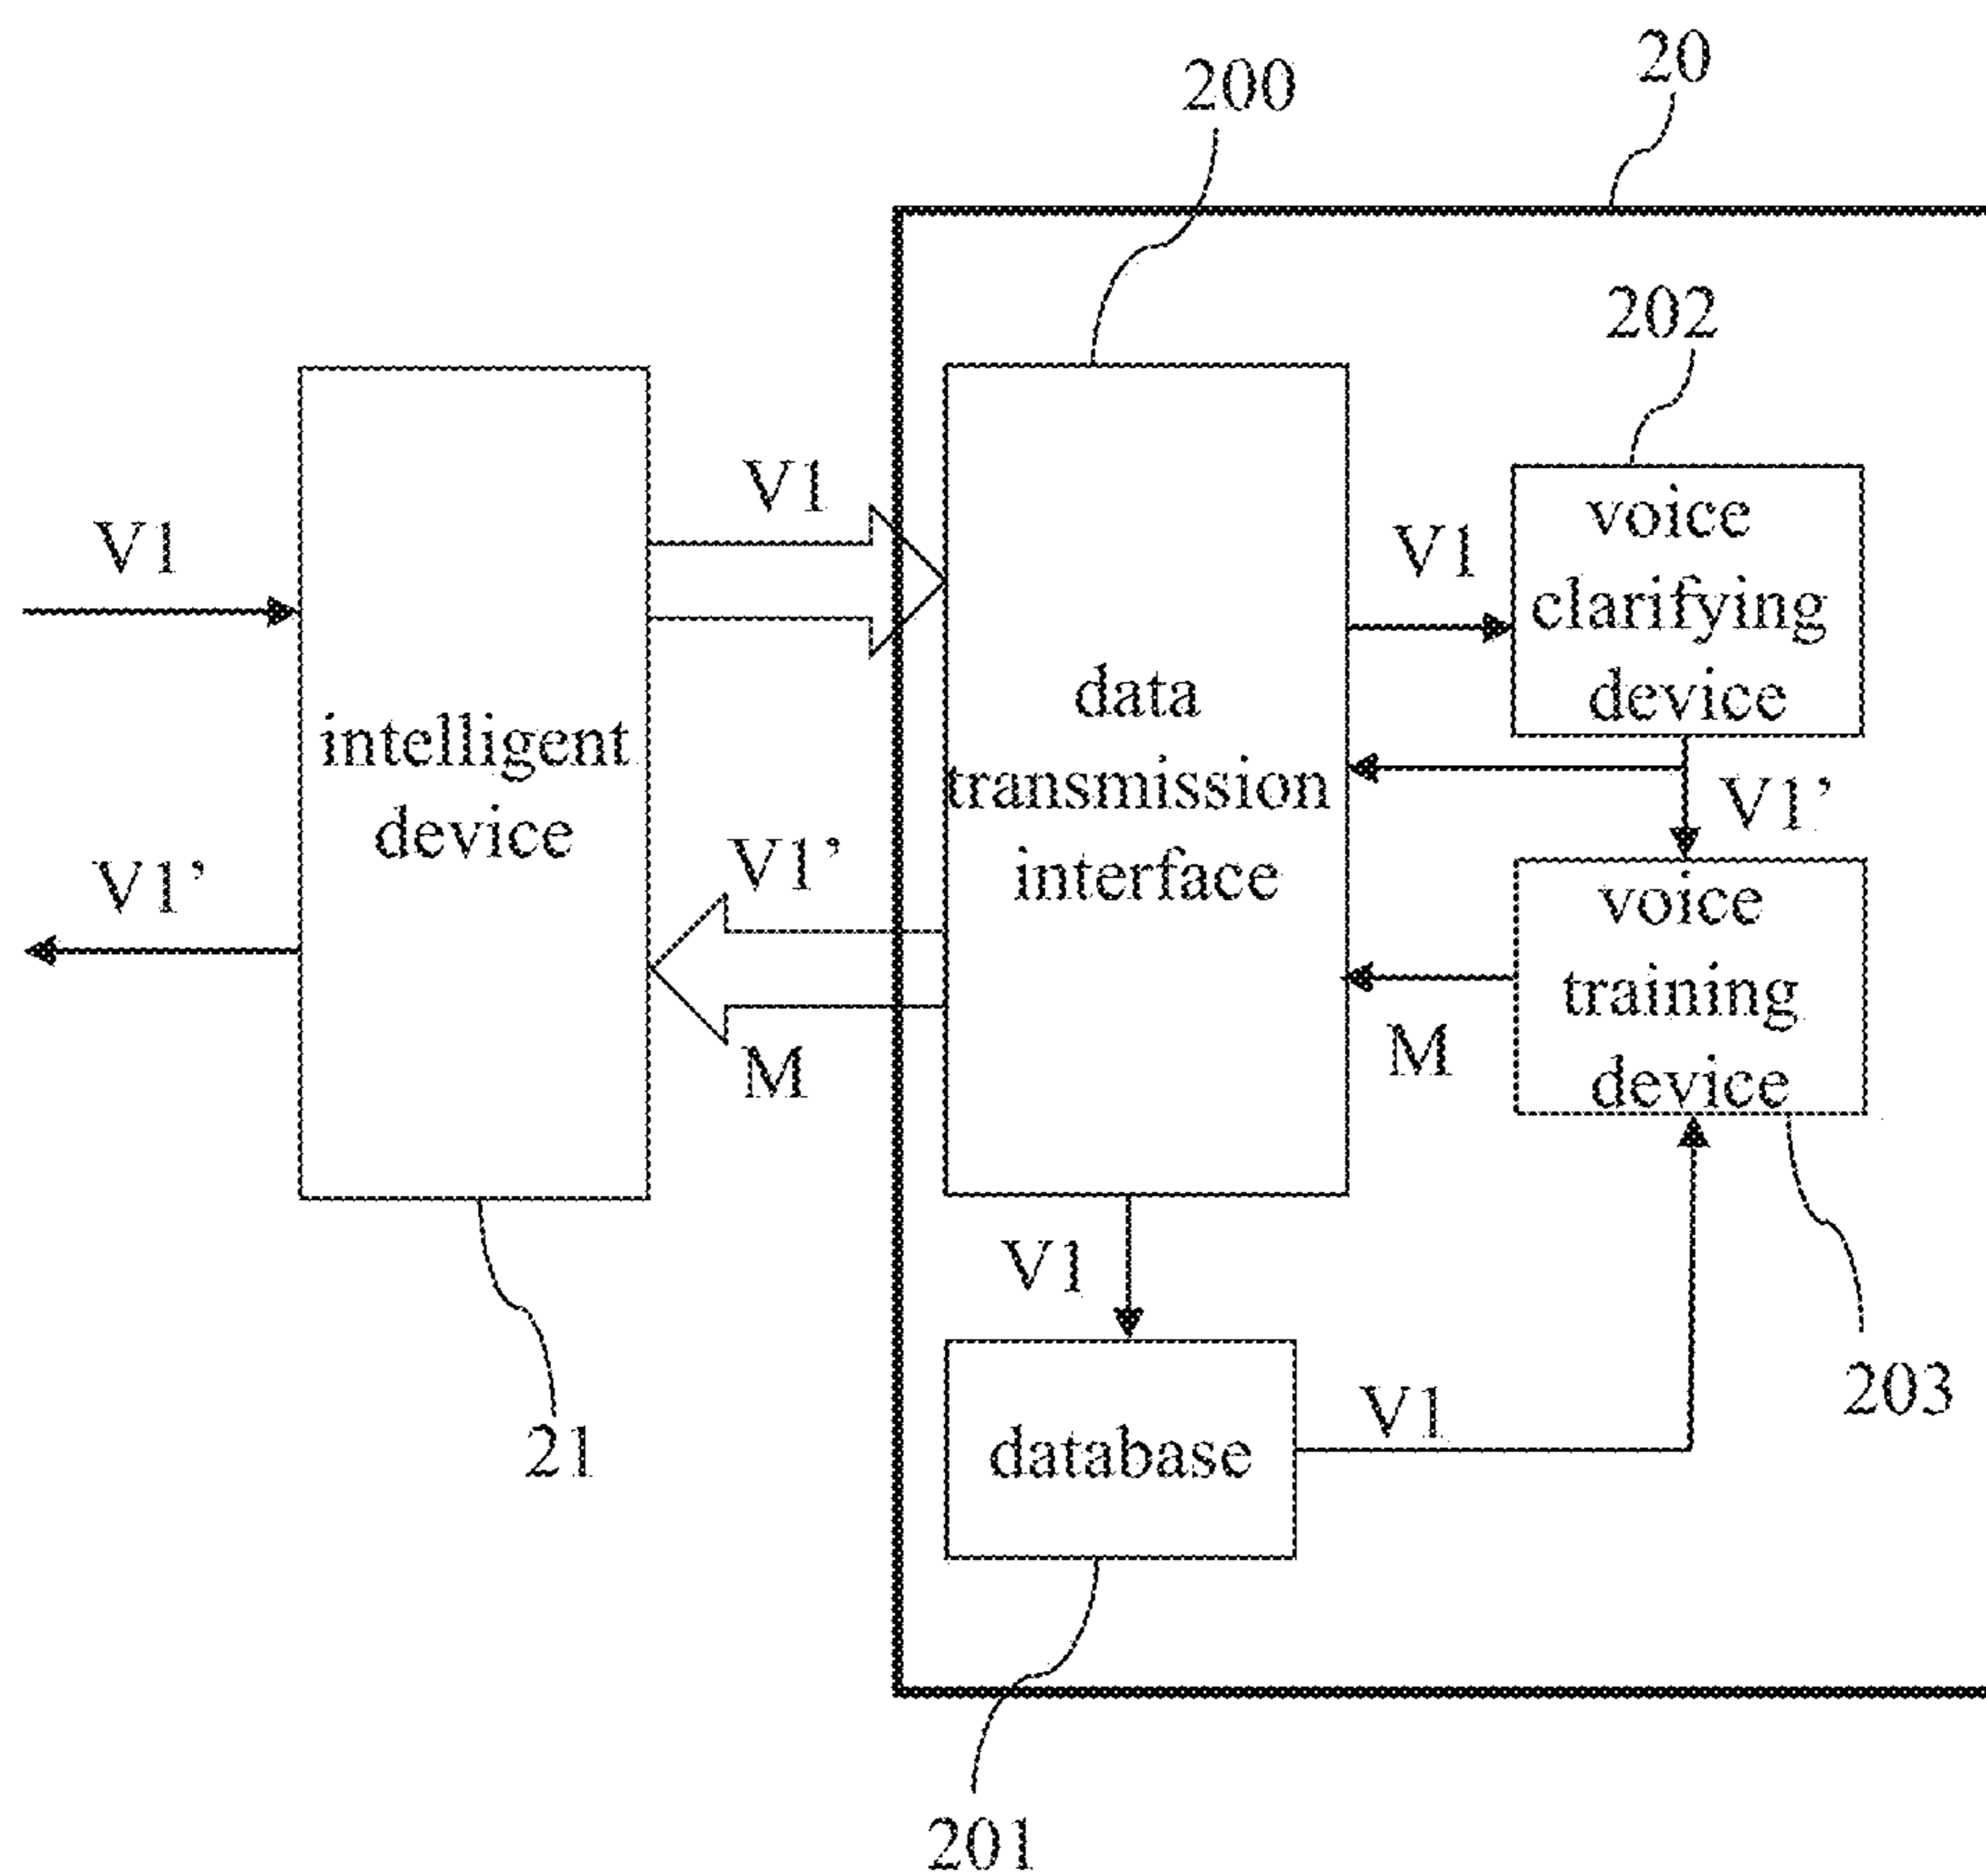 20
200
202
V1
V1
V1
voice
clarifying
device
data
transmission
interface
intelligent
device
V1’
V1’
V1’
voice
training
device
M
M
V1
V1
database
203
21
201